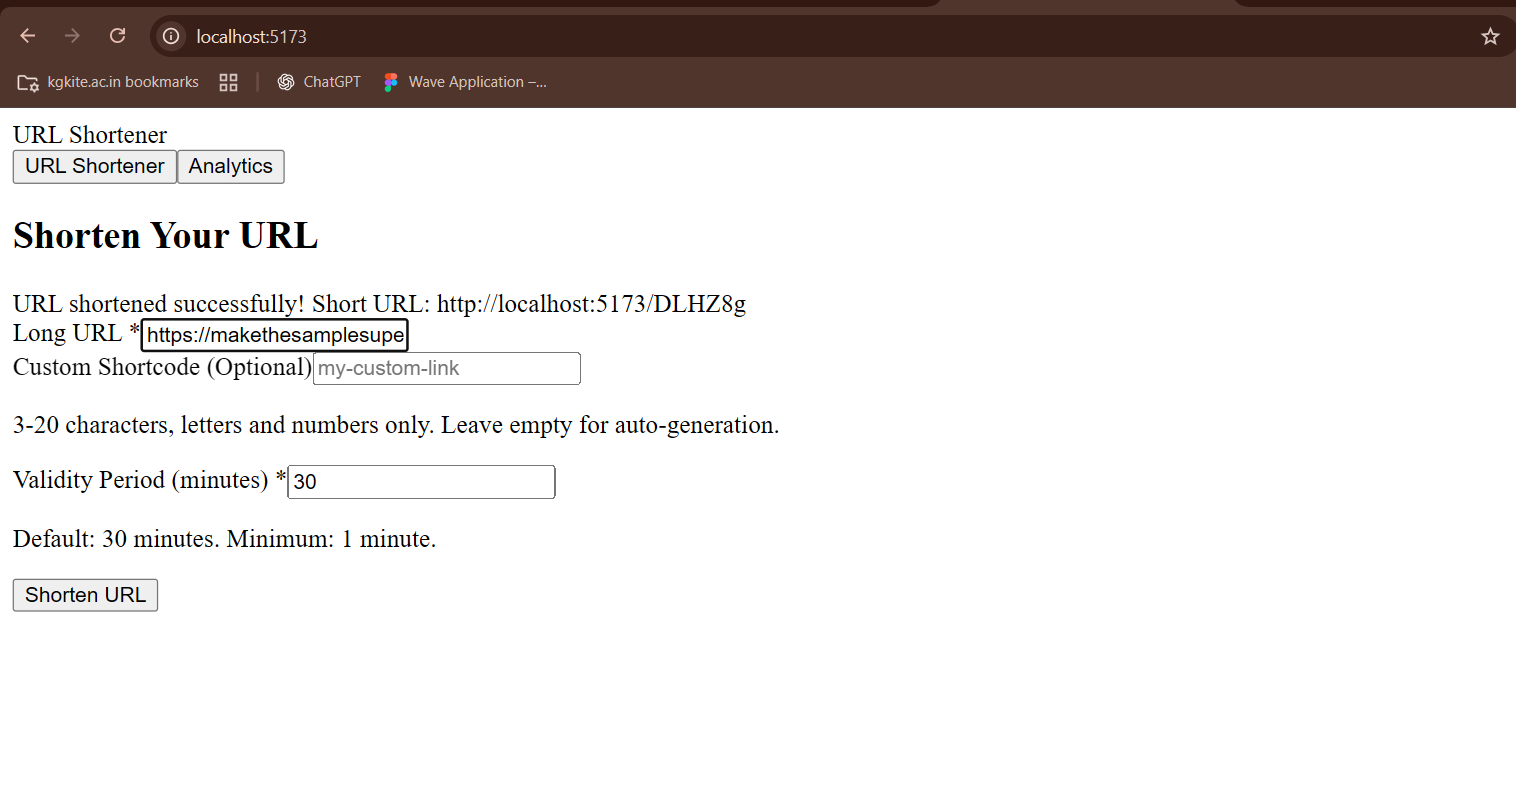 localhost:5173
kgkite.ac.in bookmarks ChatGPT Wave Application –...
URL Shortener
URL Shortener Analytics
Shorten Your URL
URL shortened successfully! Short URL: http://localhost:5173/DLHZ8g
Long URL * https://makethesamplesupe
Custom Shortcode (Optional) my-custom-link
3-20 characters, letters and numbers only. Leave empty for auto-generation.
Validity Period (minutes) * 30
Default: 30 minutes. Minimum: 1 minute.
Shorten URL